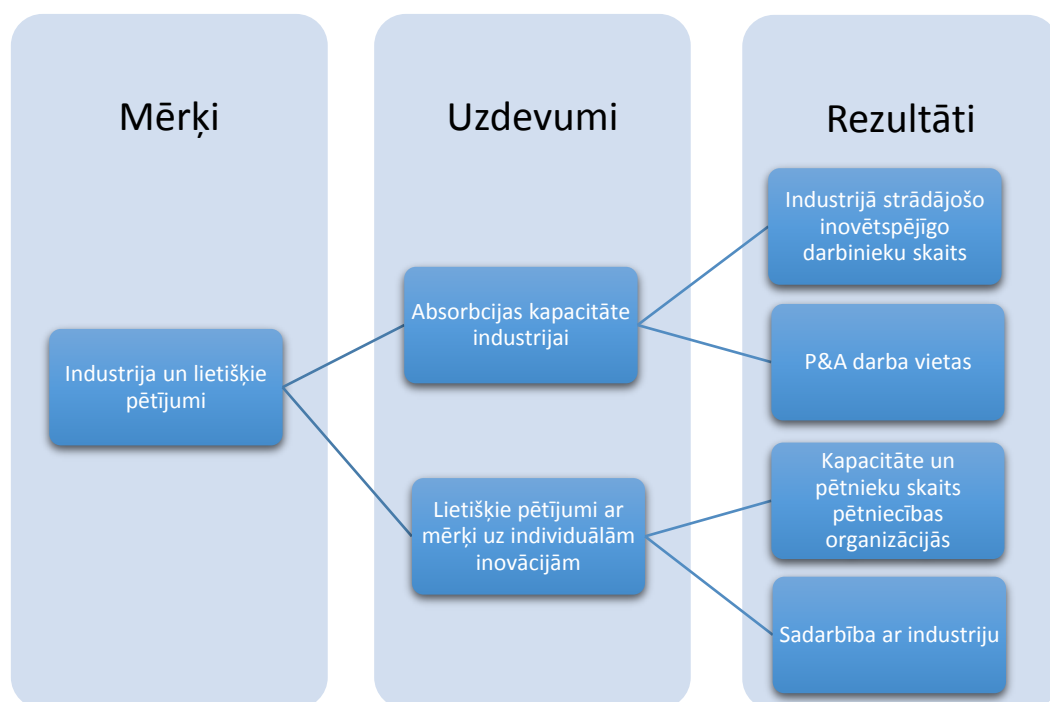 Mērķi
Uzdevumi
Rezultāti
Industrija un lietišķie
pētījumi
Absorbcijas kapacitāte
industrijai
Lietišķie pētījumi ar
mērķi uz individuālām
inovācijām
Industrijā strādājošo
inovētspējīgo
darbinieku skaits
P&A darba vietas
Kapacitāte un
pētnieku skaits
pētniecības
organizācijās
Sadarbība ar industriju